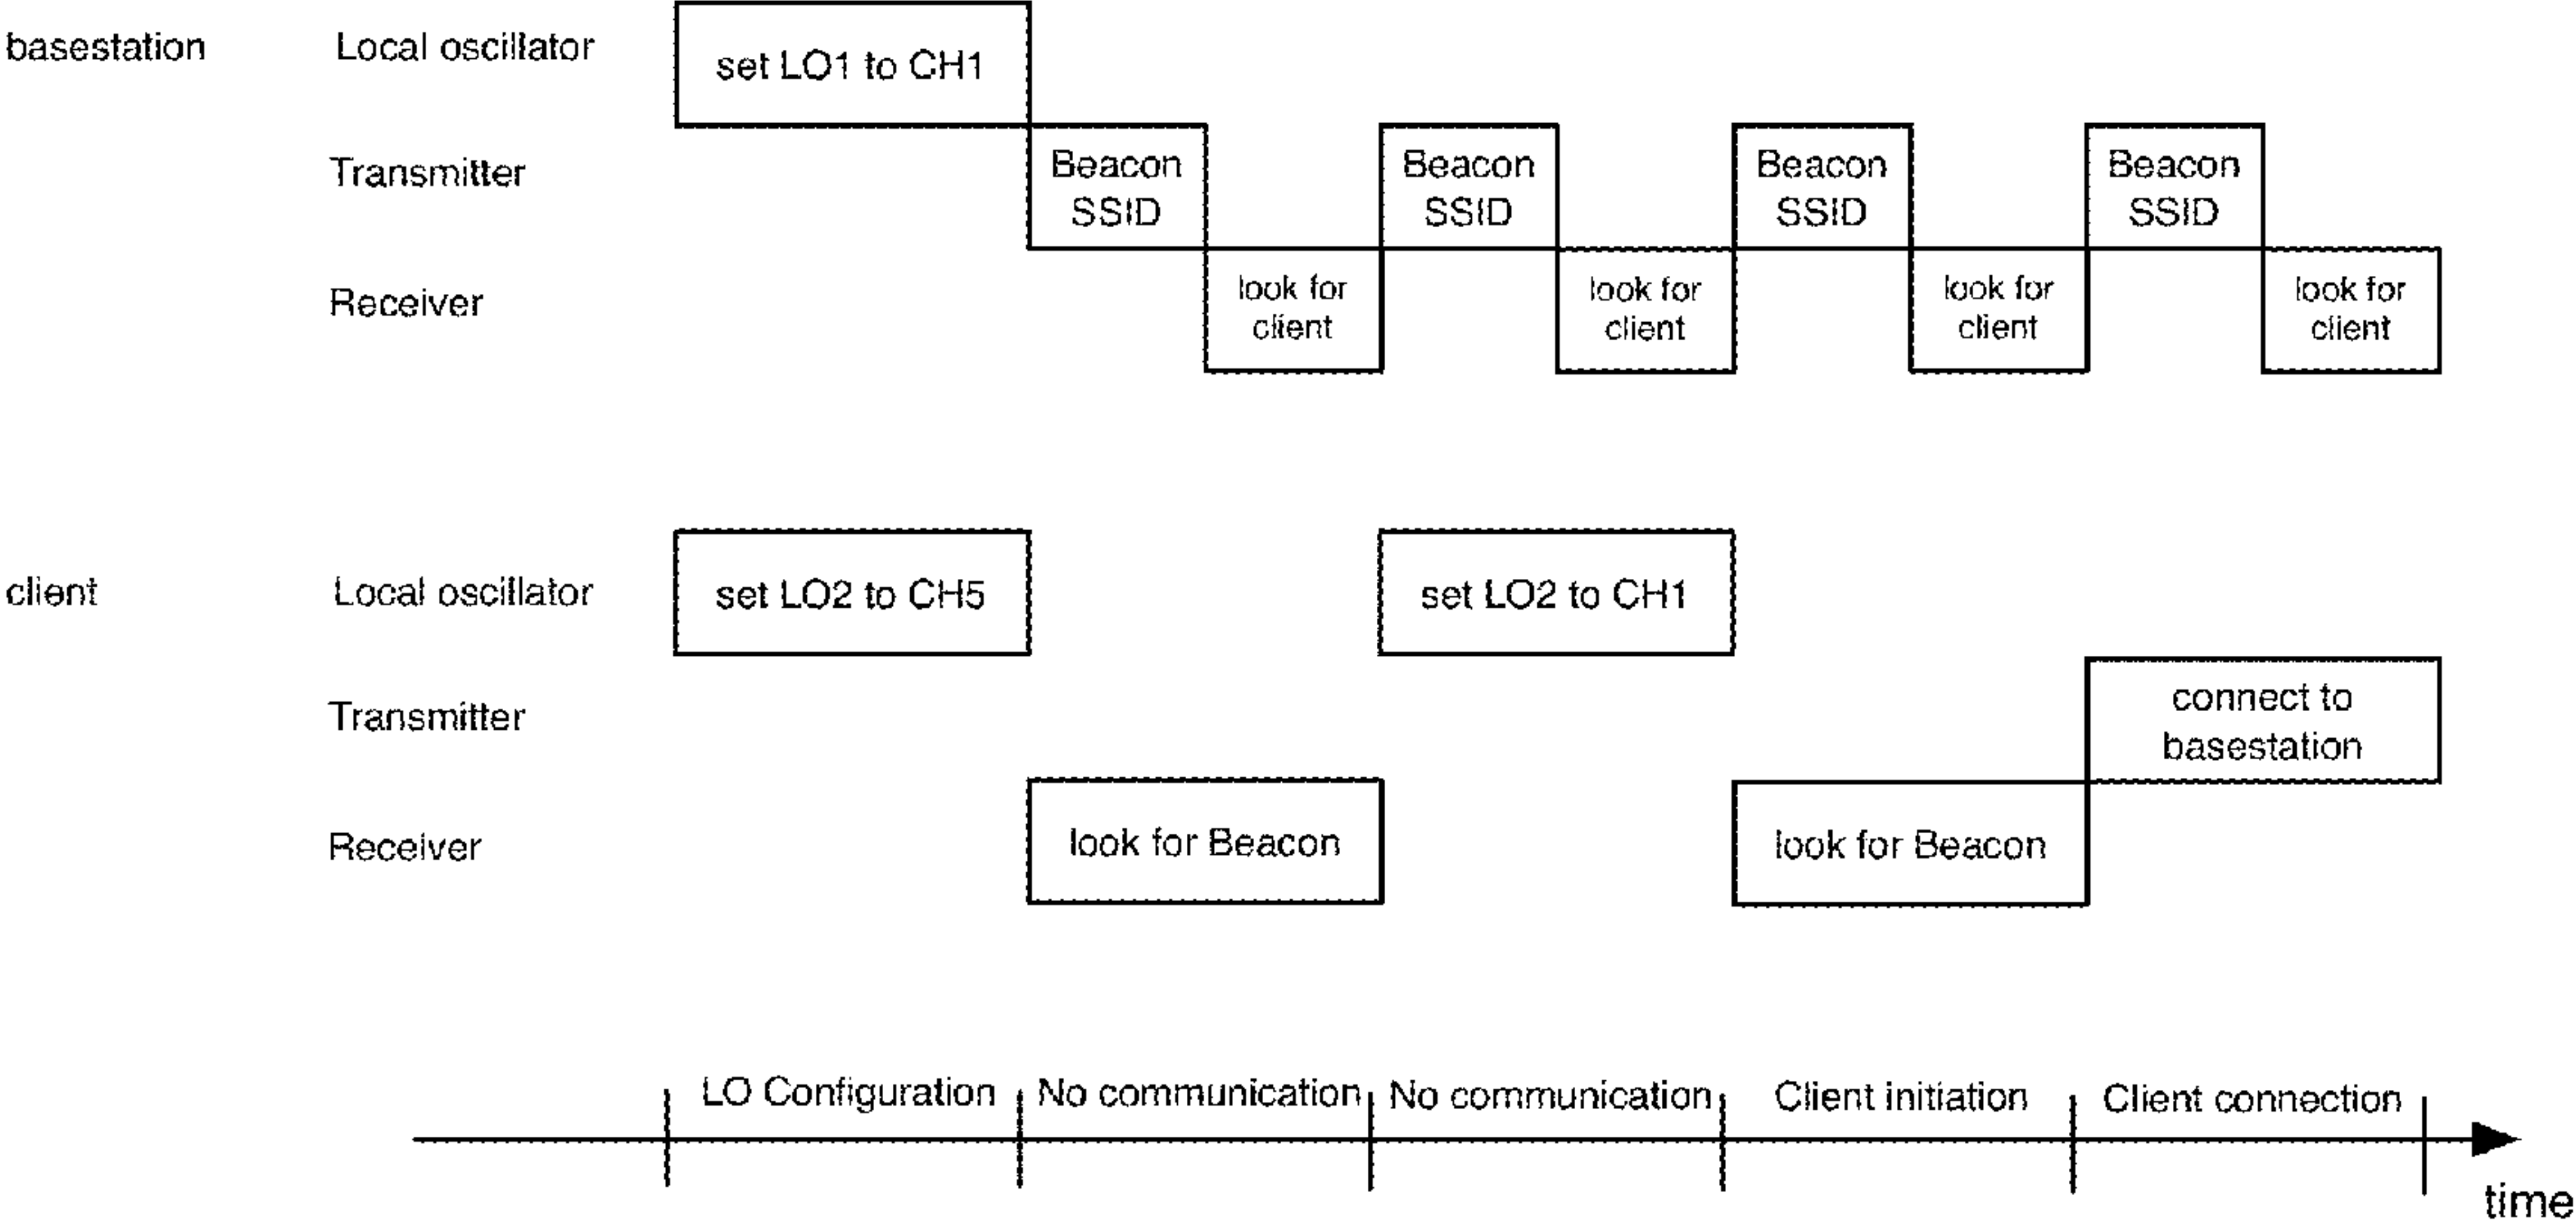 basestation
Local oscillator
set LO1 to CH1
Transmitter
Beacon
SSID
Beacon
SSID
Beacon
SSID
Beacon
SSID
Receiver
look for
client
look for
client
look for
client
look for
client
client
Local oscillator
set LO2 to CH5
set LO2 to CH1
Transmitter
connect to
basestation
Receiver
look for Beacon
look for Beacon
LO Configuration
No communication
No communication
Client initiation
Client connection
time